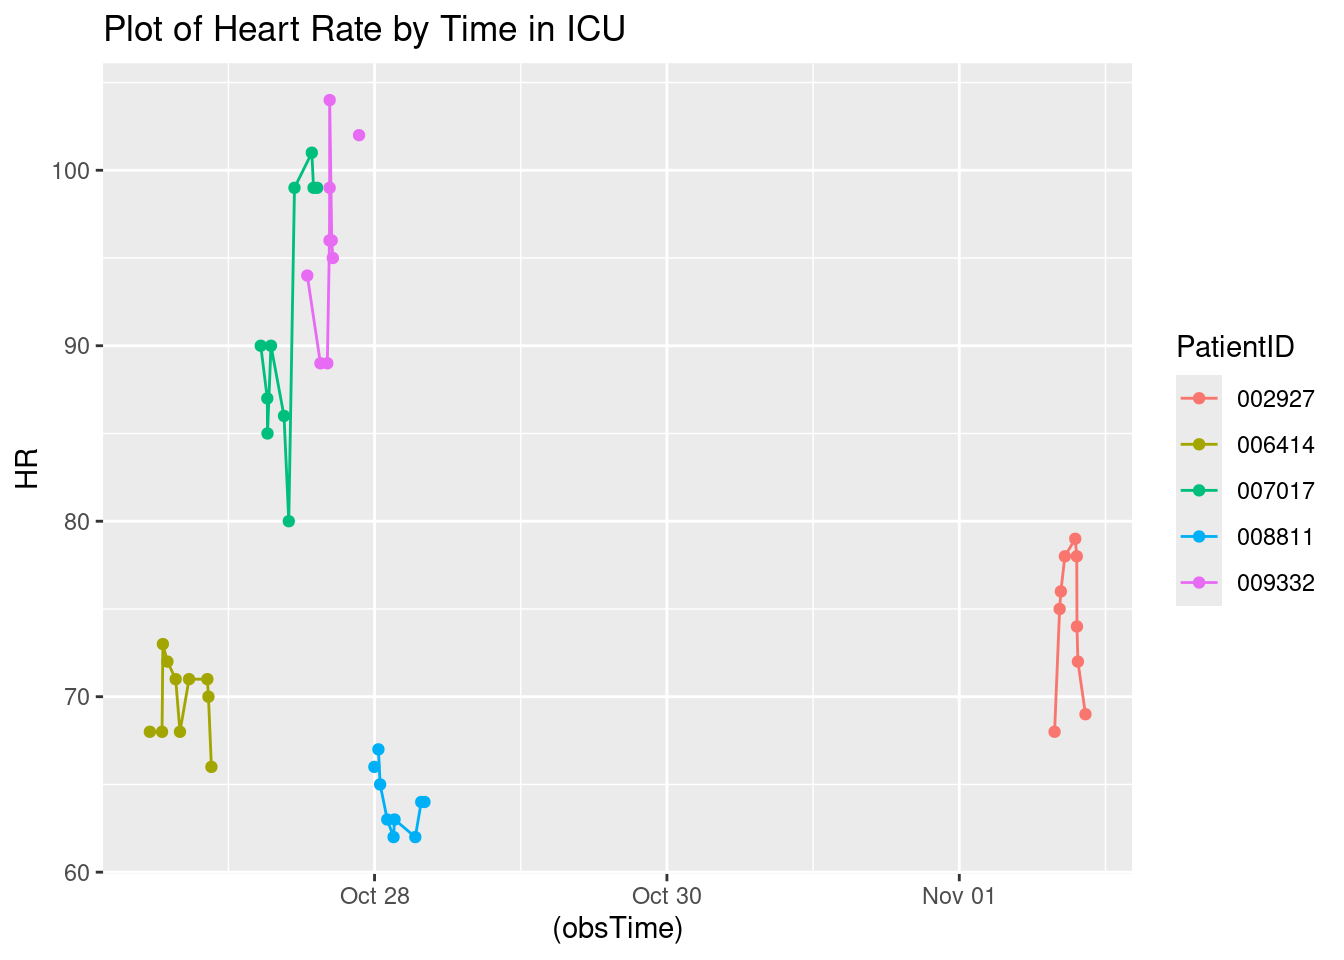 Plot of Heart Rate by Time in ICU
HR
100
90
80
70
60
Oct 28
Oct 30
Nov 01
(obsTime)
PatientID
002927
006414
007017
008811
009332